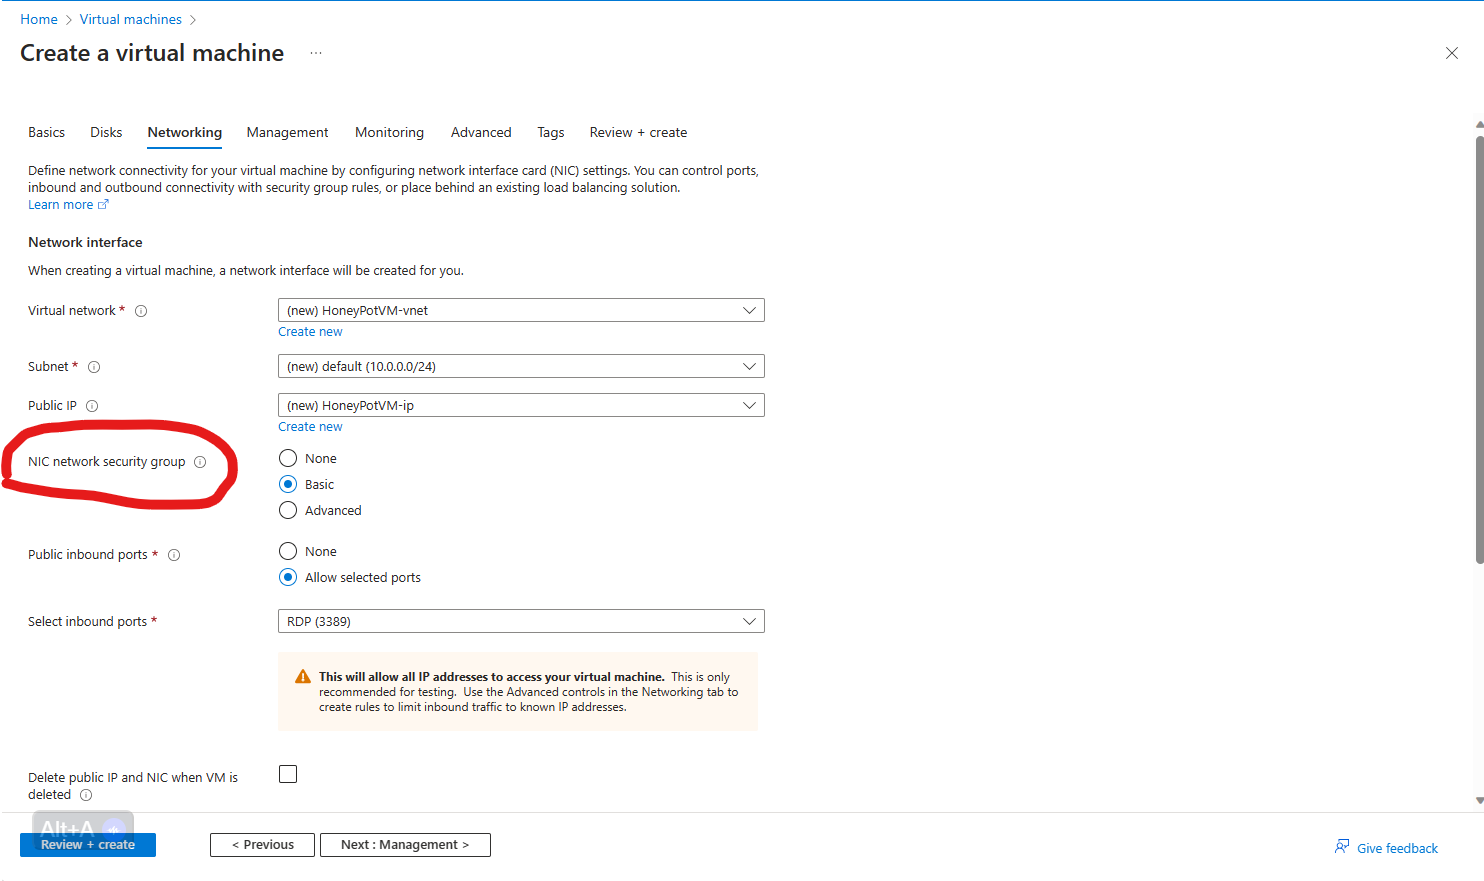 Home > Virtual machines >
Create a virtual machine ...
Basics Disks Networking Management Monitoring Advanced Tags Review + create
Define network connectivity for your virtual machine by configuring network interface card (NIC) settings. You can control ports,
inbound and outbound connectivity with security group rules, or place behind an existing load balancing solution.
Learn more
Network interface
When creating a virtual machine, a network interface will be created for you.
Virtual network *
(new) HoneyPotVM-vnet
Create new
Subnet *
(new) default (10.0.0.0/24)
Public IP
(new) HoneyPotVM-ip
Create new
NIC network security group
None
Basic
Advanced
Public inbound ports *
None
Allow selected ports
Select inbound ports *
RDP (3389)
This will allow all IP addresses to access your virtual machine. This is only
recommended for testing. Use the Advanced controls in the Networking tab to
create rules to limit inbound traffic to known IP addresses.
Delete public IP and NIC when VM is
deleted
Alt+A
Review + create
< Previous
Next : Management >
Give feedback